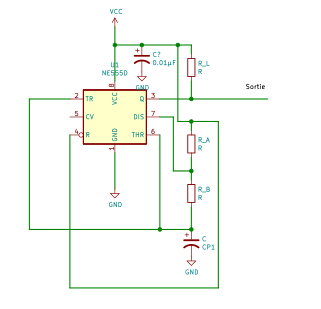 VCC
C?
0.01µF
U1
NE555D
GND
R_L
R
Sortie
8
2
TR
VCC
Q
3
5
CV
DIS
7
4
R
GND
THR
6
1
R_A
R
R_B
R
GND
C
CP1
GND